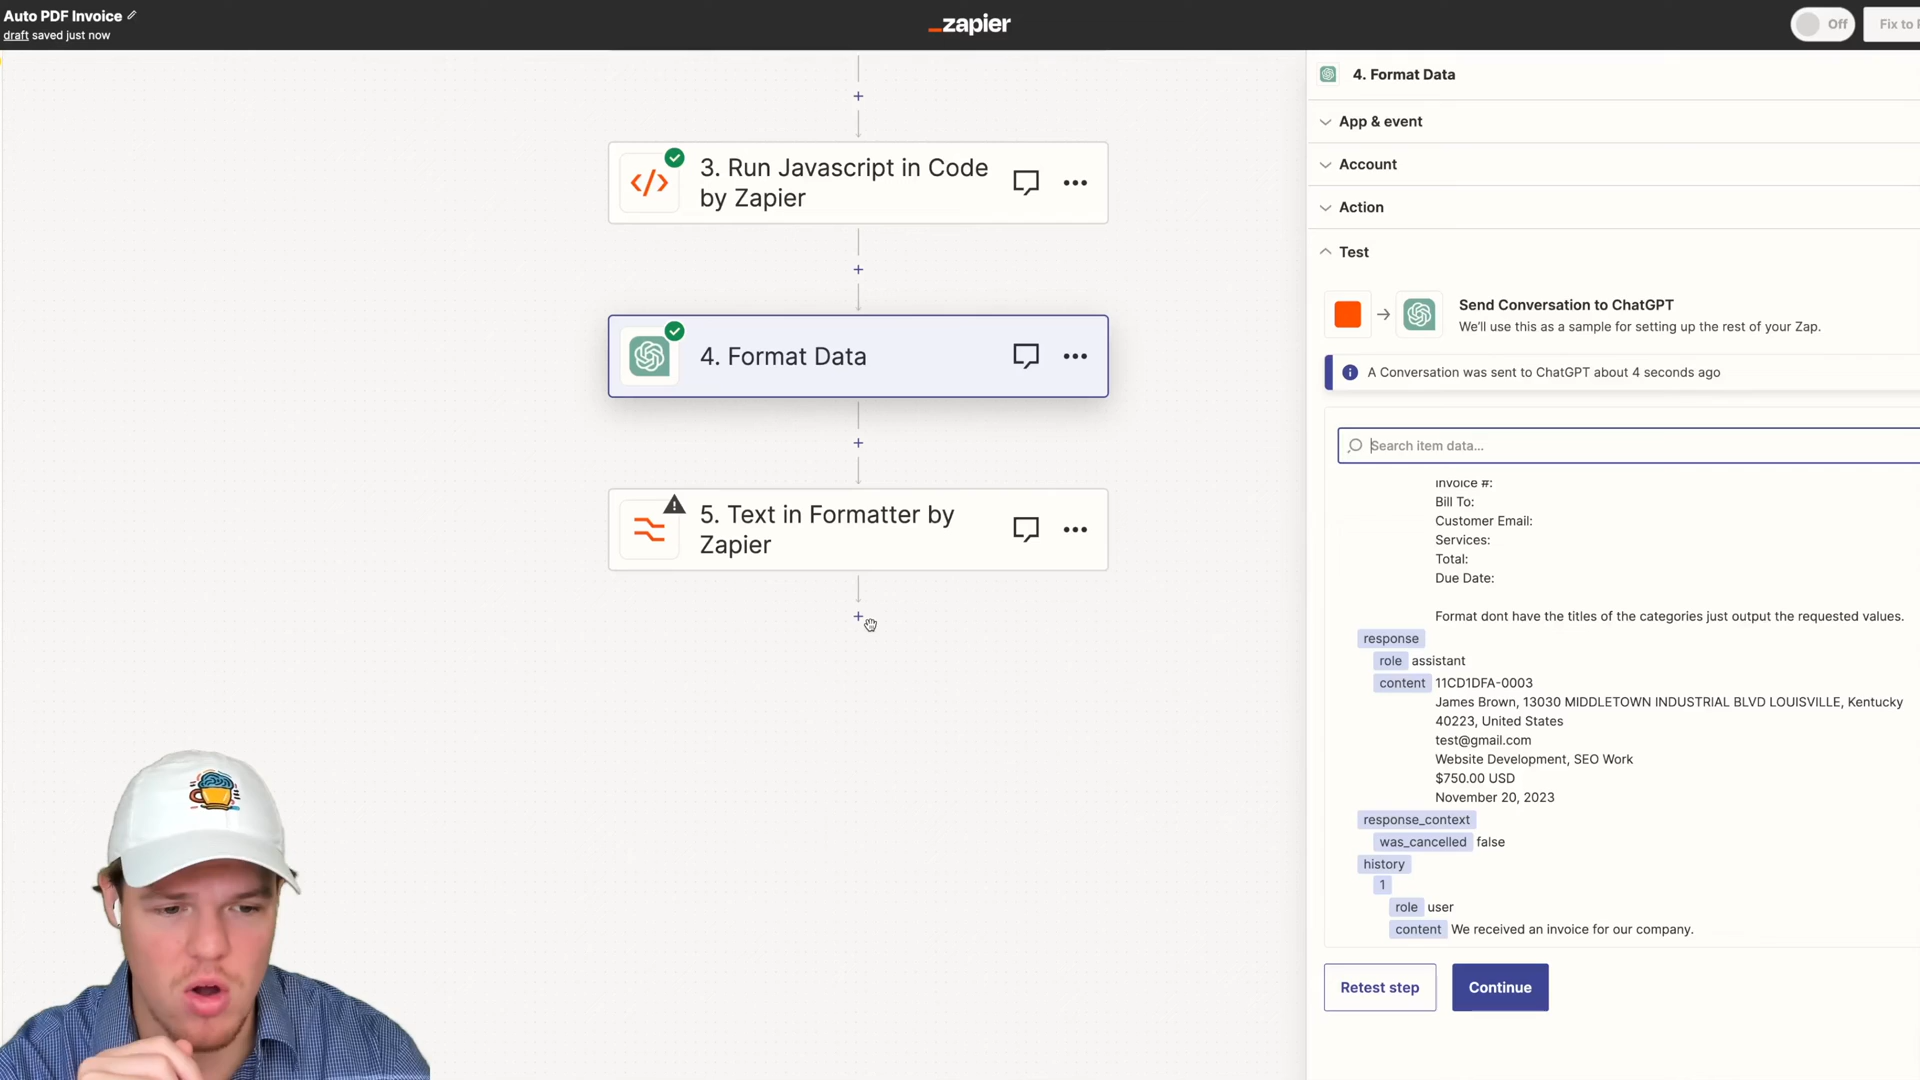 Auto PDF Invoice
draft saved just now
zapier
Off
Fix to
3. Run Javascript in Code
by Zapier
4. Format Data
5. Text in Formatter by
Zapier
4. Format Data
App & event
Account
Action
Test
Send Conversation to ChatGPT
We'll use this as a sample for setting up the rest of your Zap.
A Conversation was sent to ChatGPT about 4 seconds ago
Search item data...
Invoice #:
Bill To:
Customer Email:
Services:
Total:
Due Date:
Format dont have the titles of the categories just output the requested values.
response
role assistant
content 11CD1DFA-0003
James Brown, 13030 MIDDLETOWN INDUSTRIAL BLVD LOUISVILLE, Kentucky
40223, United States
test@gmail.com
Website Development, SEO Work
$750.00 USD
November 20, 2023
response_context
was_cancelled false
history
1
role user
content We received an invoice for our company.
Retest step
Continue